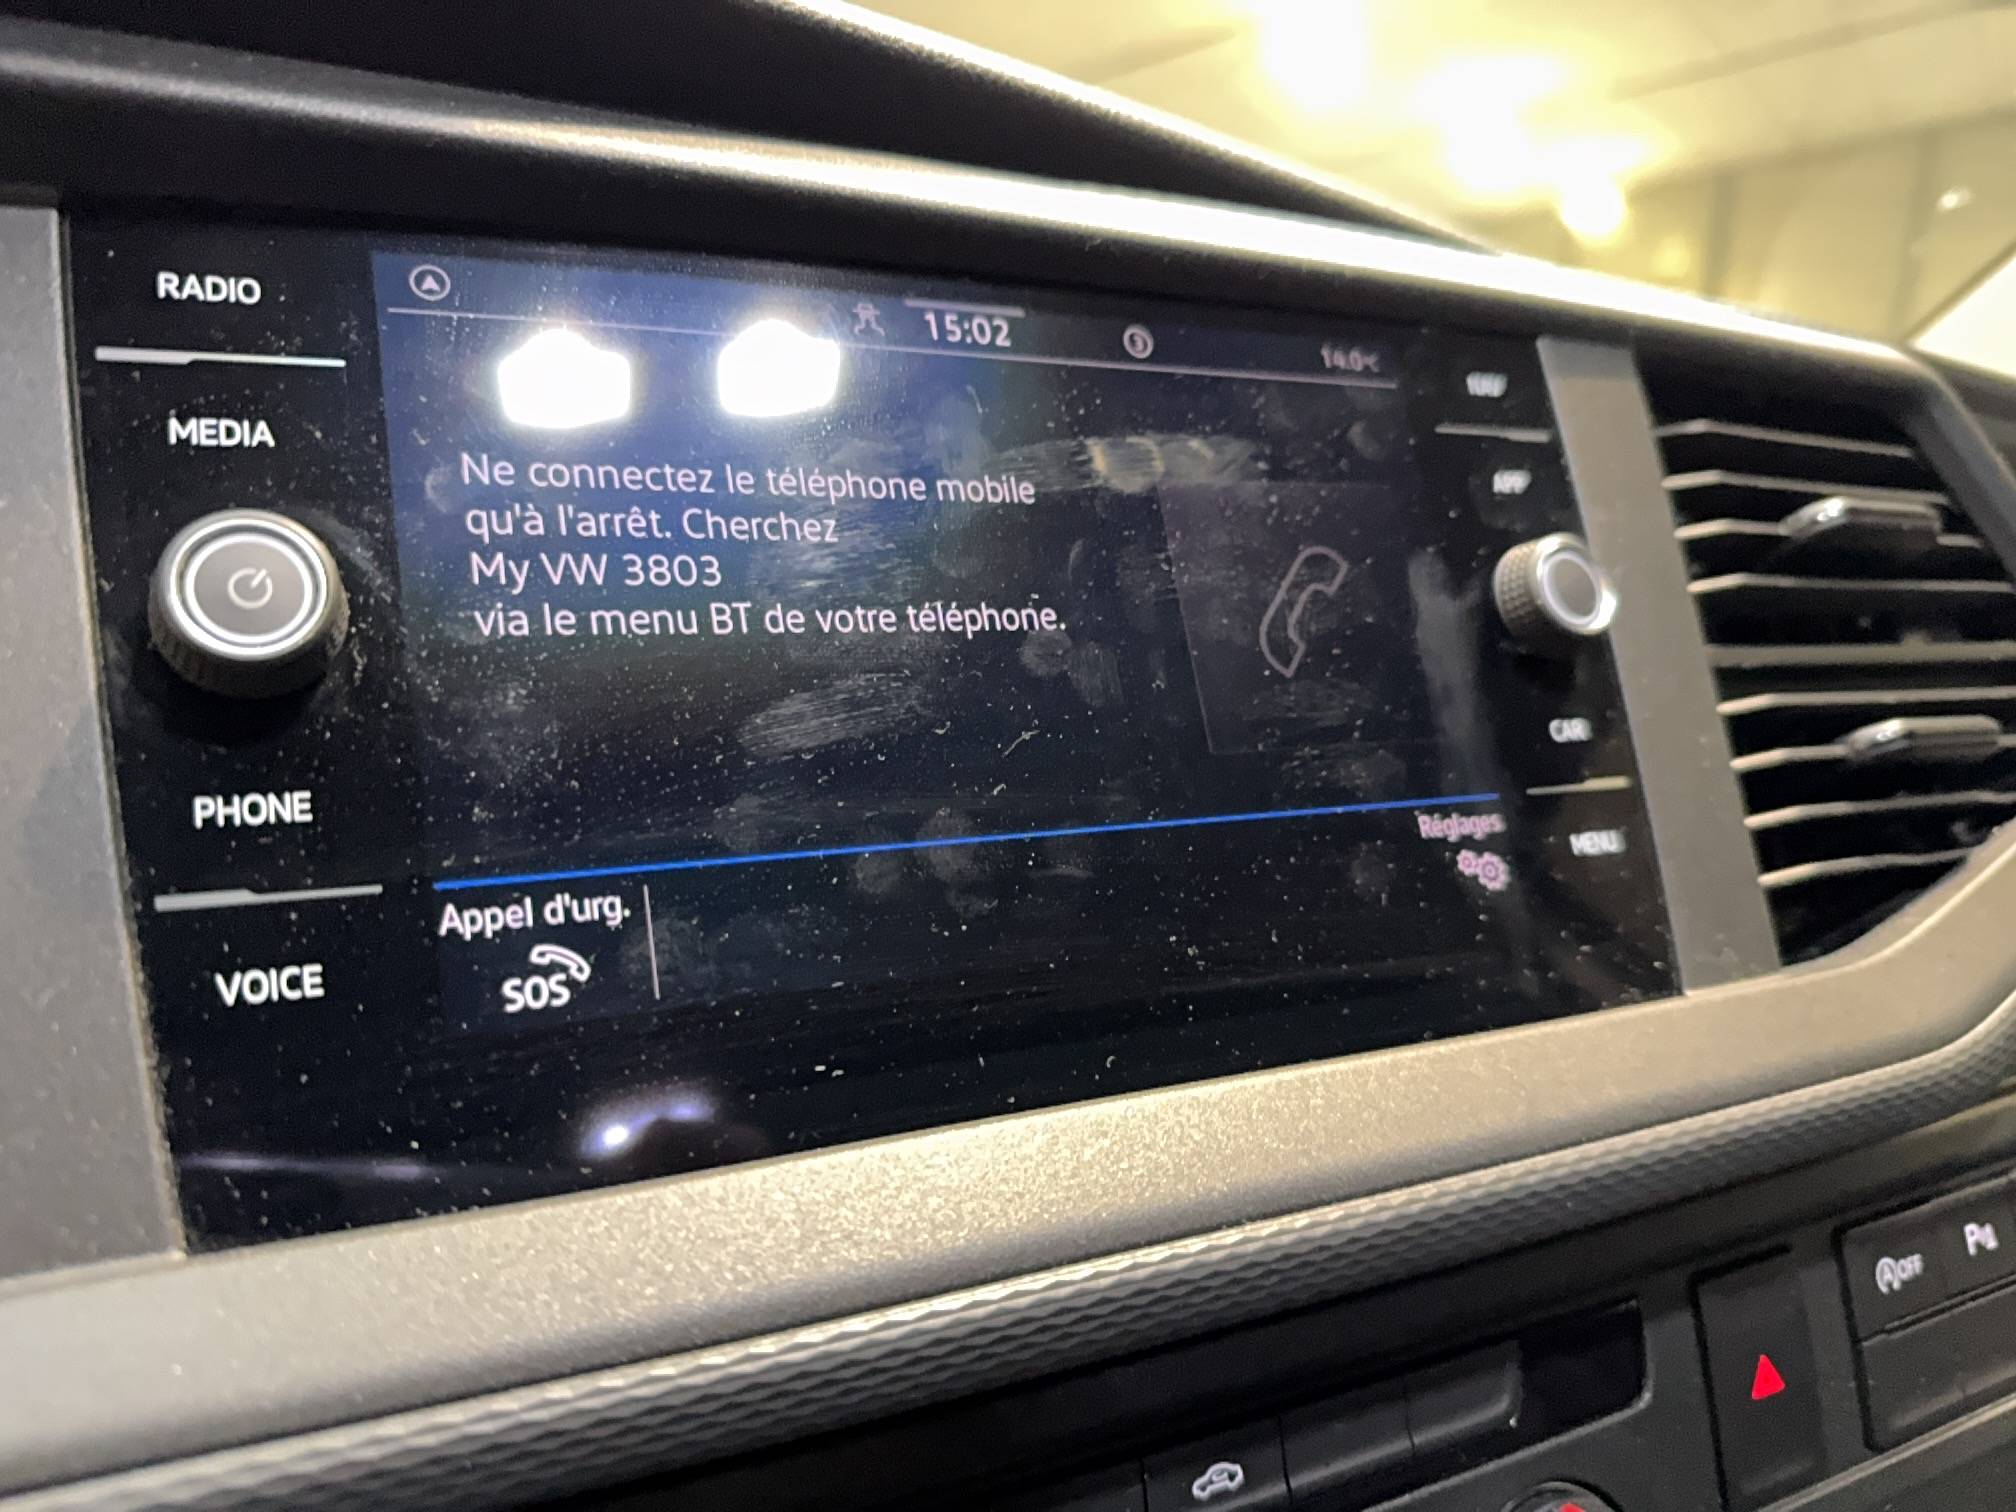 RADIO
MEDIA
PHONE
VOICE
15:02
14.0°C
Ne connectez le téléphone mobile
qu'à l'arrêt. Cherchez
My VW 3803
via le menu BT de votre téléphone.
Appel d'urg.
SOS
Réglages
APP
CAR
MENU
OFF